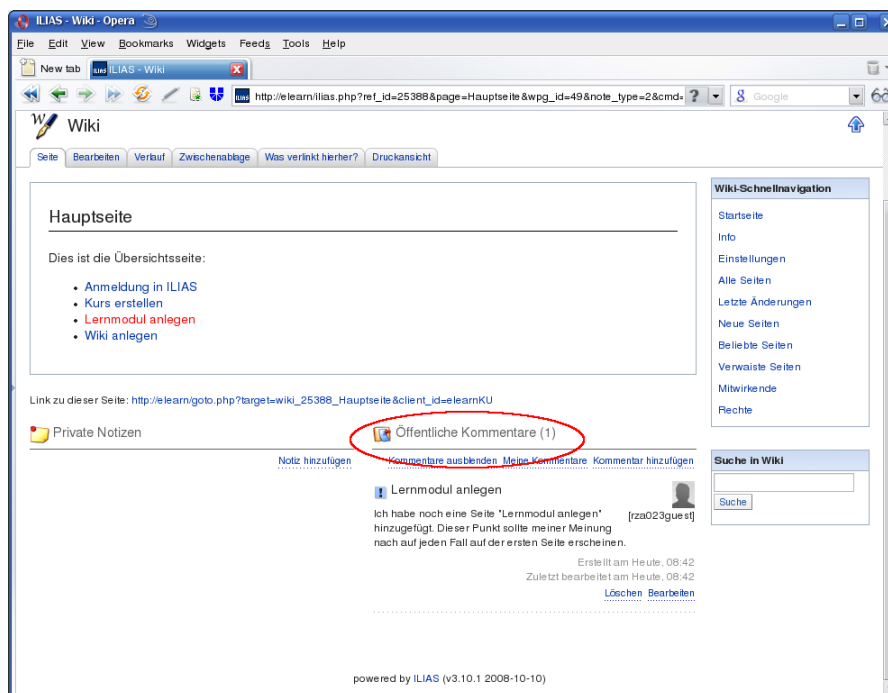 ILIAS - Wiki - Opera
File Edit View Bookmarks Widgets Feeds Tools Help
New tab ILIAS ILIAS - Wiki
ILIAS http://elearn/ilias.php?ref_id=25388&page=Hauptseite&wpg_id=49&note_type=2&cmd= ? Google
W Wiki
Seite Bearbeiten Verlauf Zwischenablage Was verlinkt hierher? Druckansicht
Hauptseite
Dies ist die Übersichtsseite:
• Anmeldung in ILIAS
• Kurs erstellen
• Lernmodul anlegen
• Wiki anlegen
Link zu dieser Seite: http://elearn/goto.php?target=wiki_25388_Hauptseite&client_id=elearnKU
Private Notizen
Notiz hinzufügen
Öffentliche Kommentare (1)
Kommentare ausblenden Meine Kommentare Kommentar hinzufügen
Lernmodul anlegen
[rza023guest]
Ich habe noch eine Seite "Lernmodul anlegen"
hinzugefügt. Dieser Punkt sollte meiner Meinung
nach auf jeden Fall auf der ersten Seite erscheinen.
Erstellt am Heute, 08:42
Zuletzt bearbeitet am Heute, 08:42
Löschen Bearbeiten
Wiki-Schnellnavigation
Startseite
Info
Einstellungen
Alle Seiten
Letzte Änderungen
Neue Seiten
Beliebte Seiten
Verwaiste Seiten
Mitwirkende
Rechte
Suche in Wiki
Suche
powered by ILIAS (v3.10.1 2008-10-10)